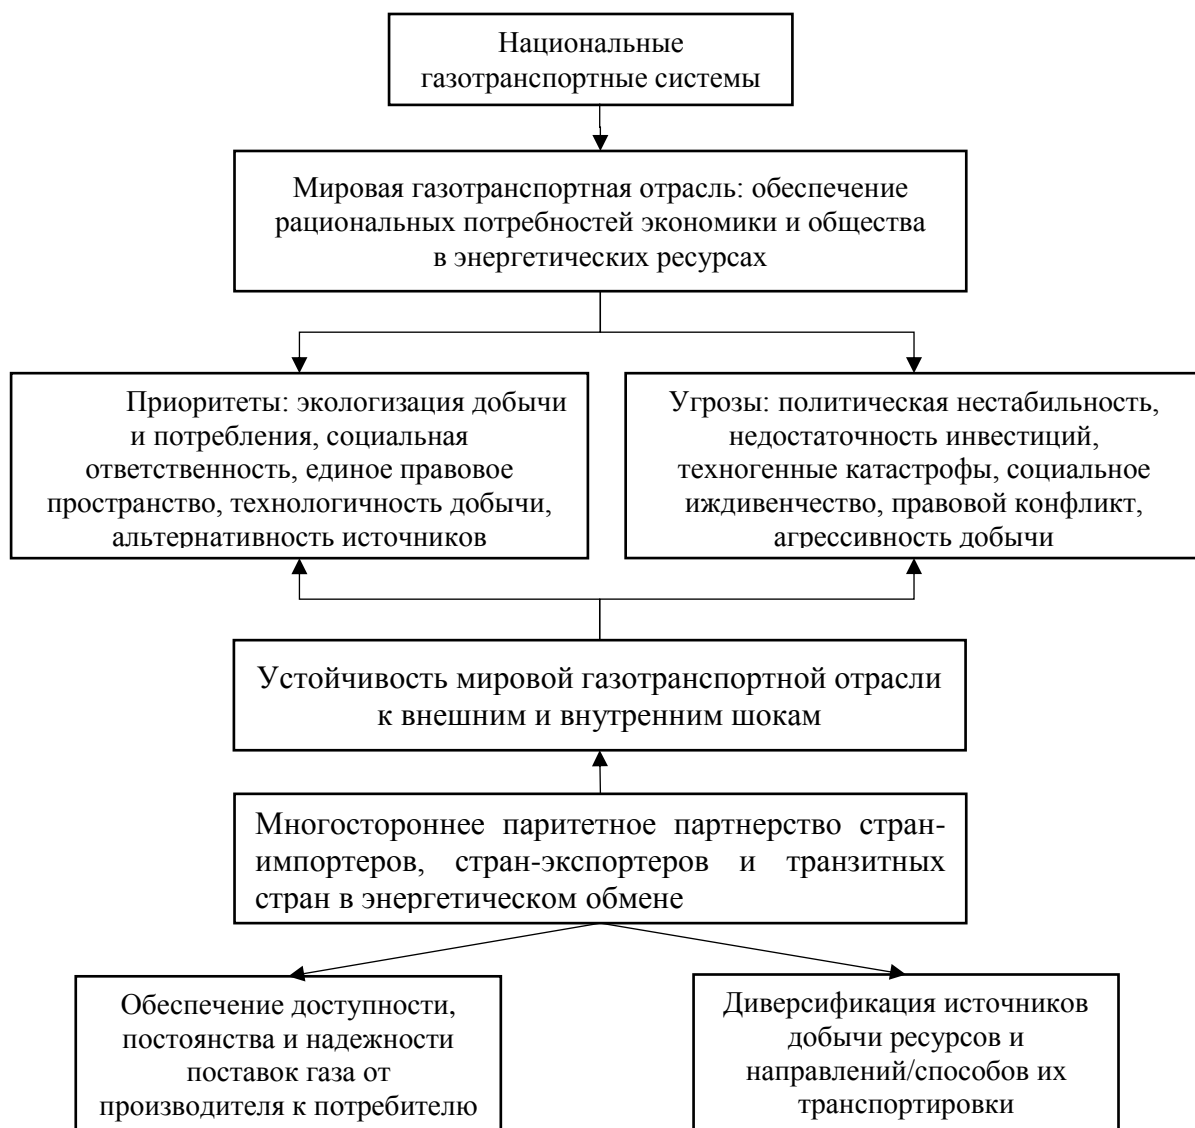 Национальные
газотранспортные системы
Мировая газотранспортная отрасль: обеспечение
рациональных потребностей экономики и общества
в энергетических ресурсах
Приоритеты: экологизация добычи
и потребления, социальная
ответственность, единое правовое
пространство, технологичность добычи,
альтернативность источников
Угрозы: политическая нестабильность,
недостаточность инвестиций,
техногенные катастрофы, социальное
иждивенчество, правовой конфликт,
агрессивность добычи
Устойчивость мировой газотранспортной отрасли
к внешним и внутренним шокам
Многостороннее паритетное партнерство стран-
импортеров, стран-экспортеров и транзитных
стран в энергетическом обмене
Обеспечение доступности,
постоянства и надежности
поставок газа от
производителя к потребителю
Диверсификация источников
добычи ресурсов и
направлений/способов их
транспортировки